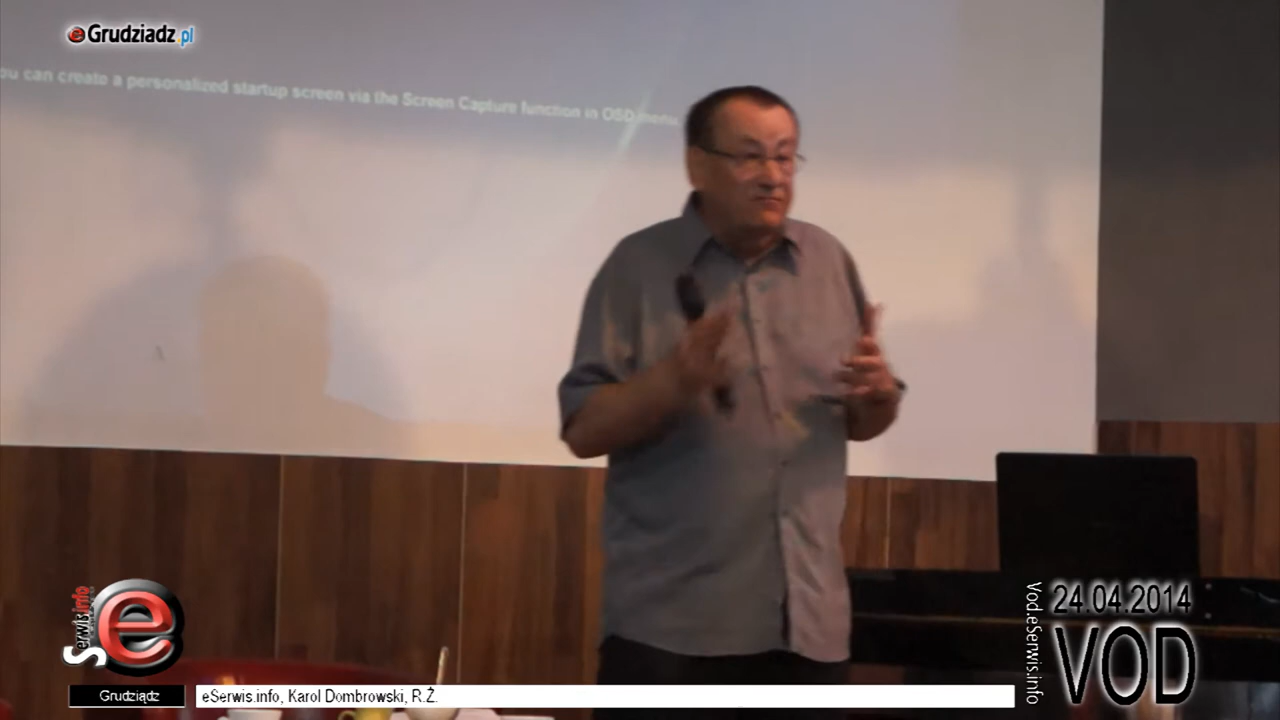 eGrudziadz.pl
ou can create a personalized startup screen via the Screen Capture function in OSD menu.
eSerwis.info
Vod.eSerwis.info
24.04.2014
VOD
Grudziądz
eSerwis.info, Karol Dombrowski, R.Ż.